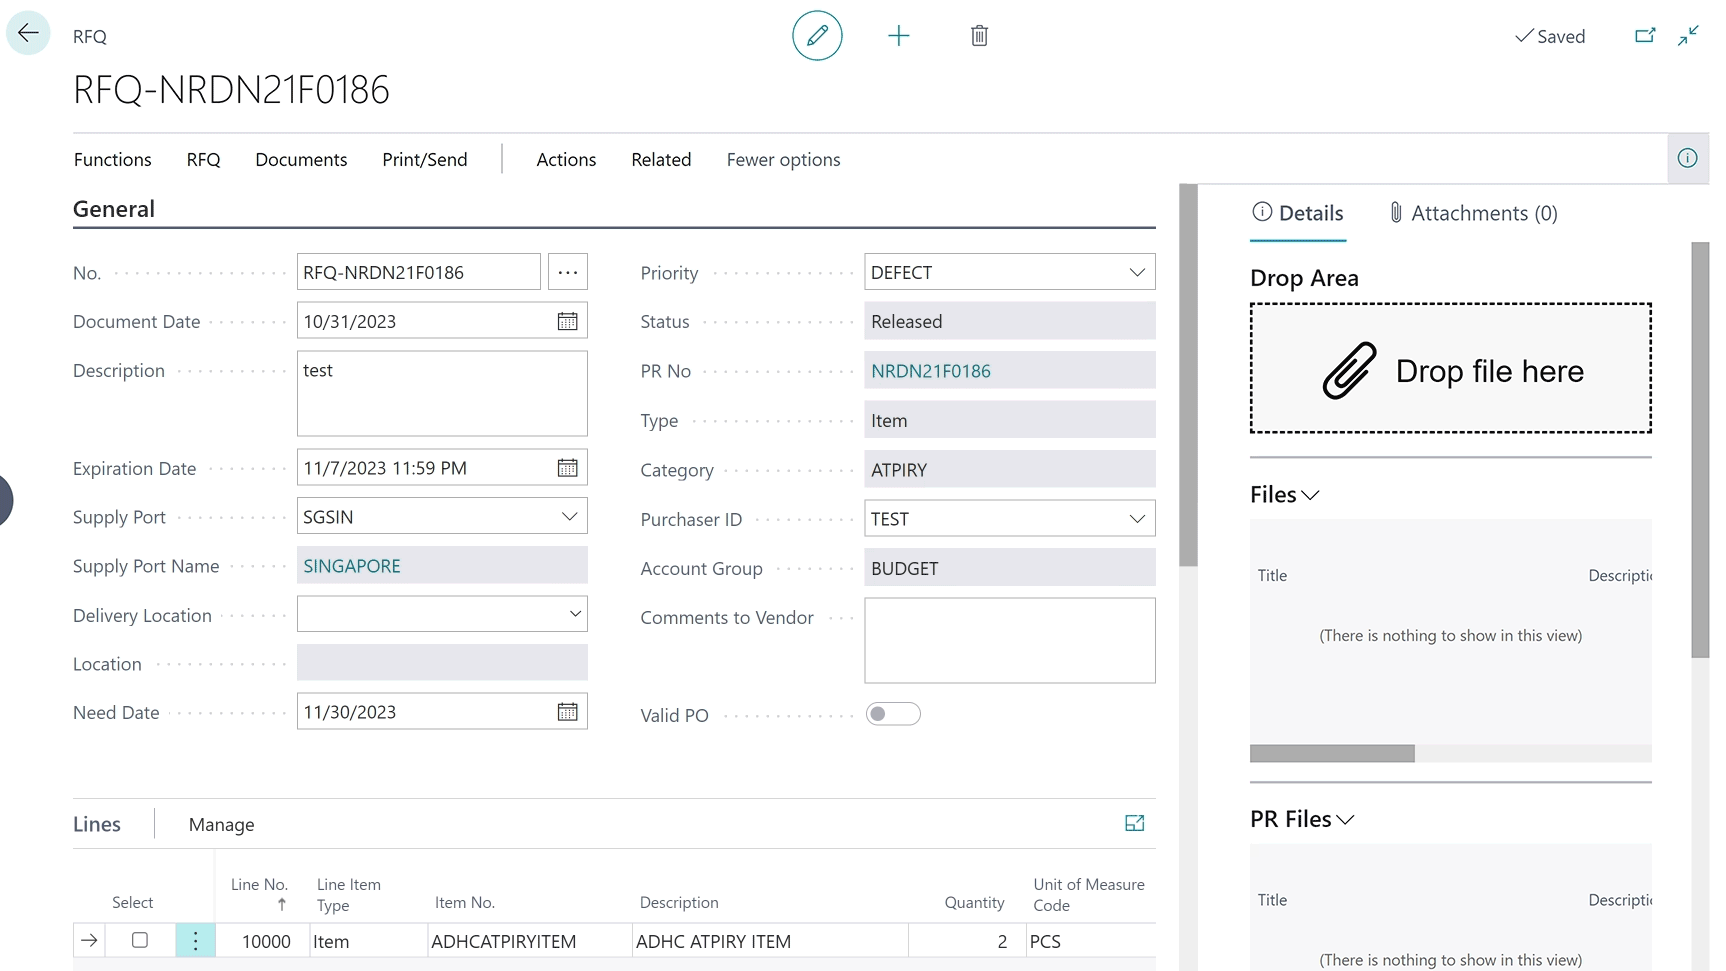 RFQ
Saved
RFQ-NRDN21F0186
Functions RFQ Documents Print/Send Actions Related Fewer options
General
No. RFQ-NRDN21F0186 ...
Document Date 10/31/2023
Description test
Expiration Date 11/7/2023 11:59 PM
Supply Port SGSIN
Supply Port Name SINGAPORE
Delivery Location
Location
Need Date 11/30/2023
Priority DEFECT
Status Released
PR No NRDN21F0186
Type Item
Category ATPIRY
Purchaser ID TEST
Account Group BUDGET
Comments to Vendor
Valid PO
Lines Manage
Select Line No. Line Item Type Item No. Description Quantity Unit of Measure Code
10000 Item ADHCATPIRYITEM ADHC ATPIRY ITEM 2 PCS
Details Attachments (0)
Drop Area
Drop file here
Files
Title
(There is nothing to show in this view)
PR Files
Title
(There is nothing to show in this view)